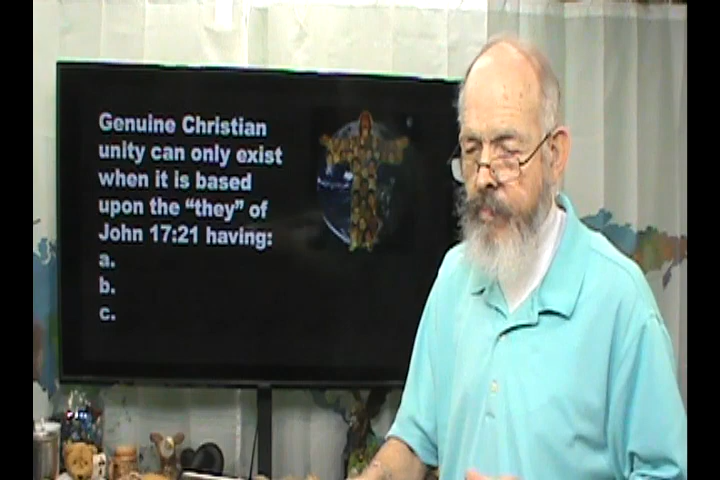 Genuine Christian
unity can only exist
when it is based
upon the “they” of
John 17:21 having:
a.
b.
c.